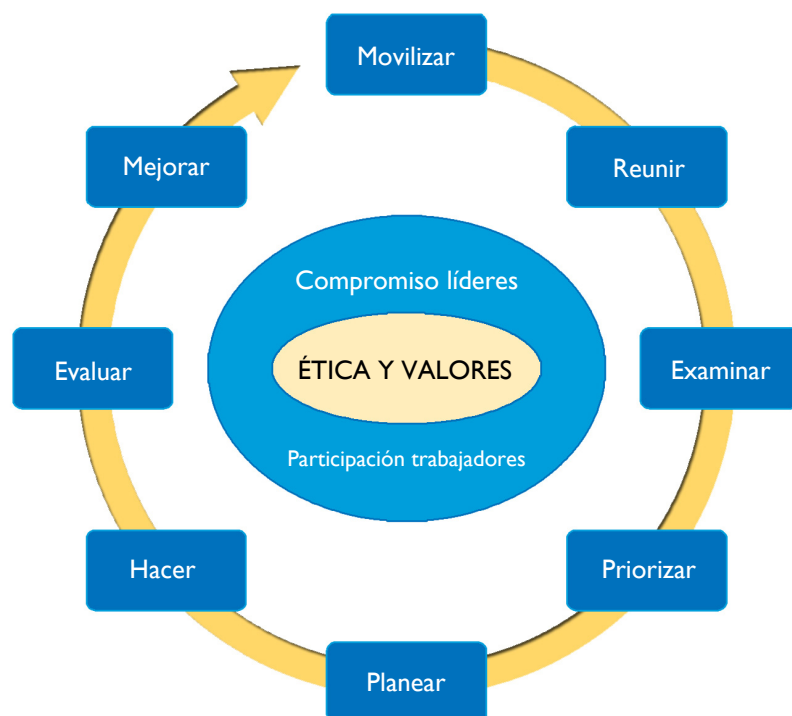 Movilizar
Reunir
Examinar
Priorizar
Planear
Hacer
Evaluar
Mejorar
Compromiso líderes
ÉTICA Y VALORES
Participación trabajadores